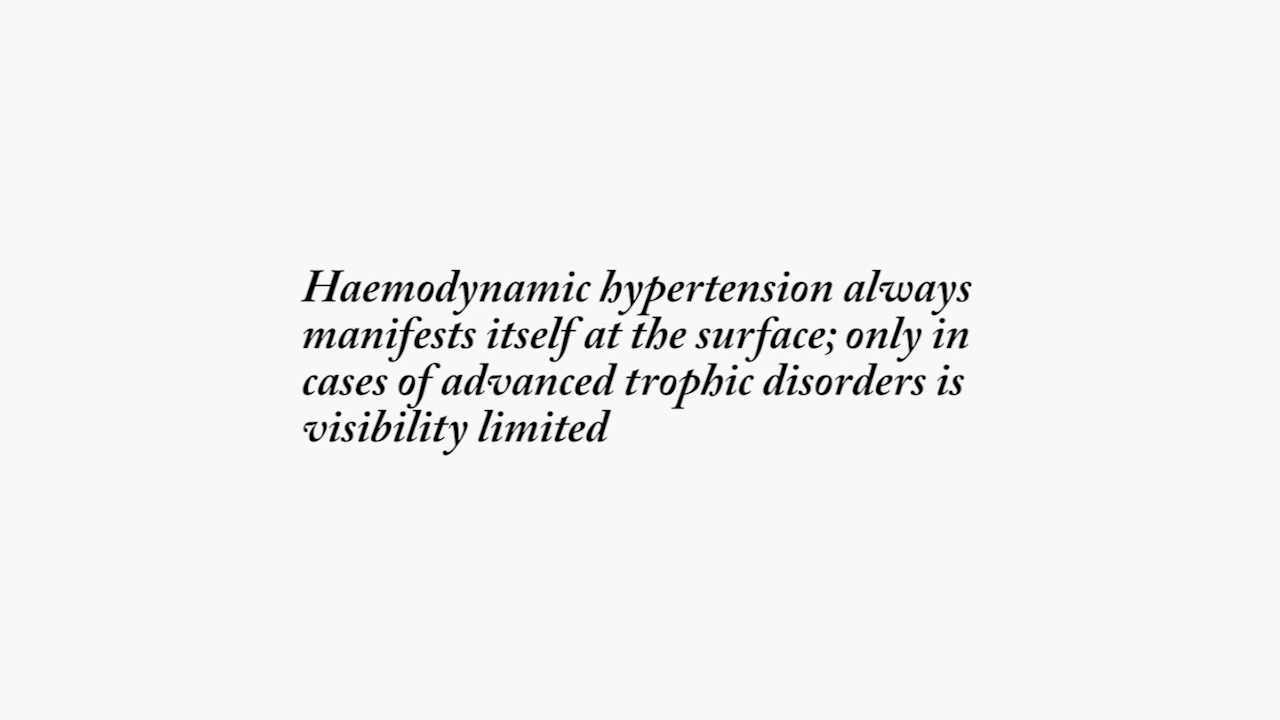 Haemodynamic hypertension always
manifests itself at the surface; only in
cases of advanced trophic disorders is
visibility limited